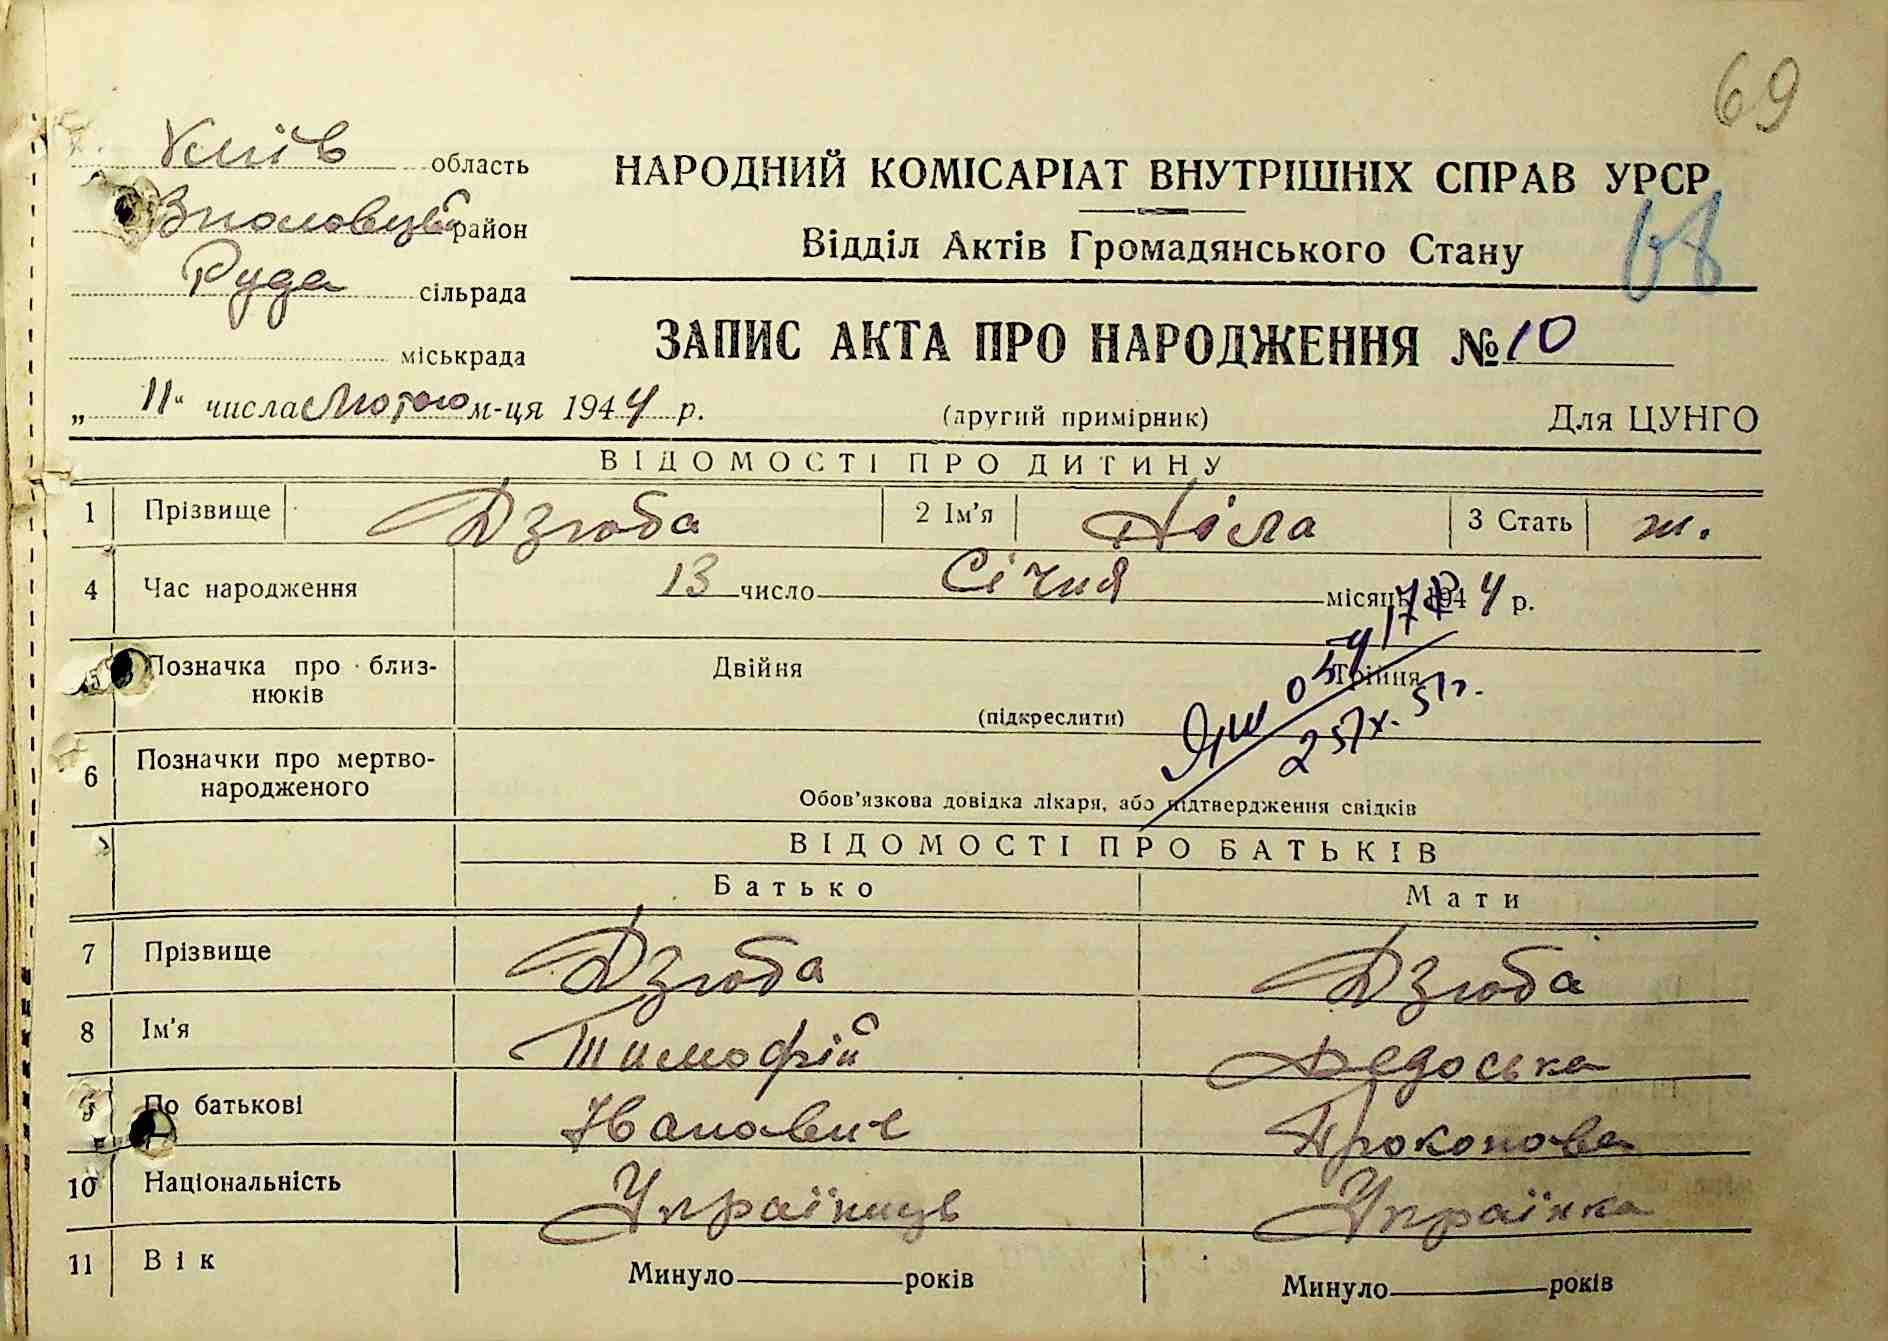 69
Київ область
Споловецьк район
Руда сільрада
міськрада
НАРОДНИЙ КОМІСАРІАТ ВНУТРІШНІХ СПРАВ УРСР
68
Відділ Актів Громадянського Стану
ЗАПИС АКТА ПРО НАРОДЖЕННЯ № 10
„11“ числа Лютого м-ця 1944 р. (другий примірник) Для ЦУНГО
ВІДОМОСТІ ПРО ДИТИНУ
1 Прізвище Дзюба 2 Ім'я Ніла 3 Стать ж.
4 Час народження 13 число Січня місяць 1944 р.
5 Позначка про близнюків Двійня Трійня
(підкреслити)
25/X. 51р.
6 Позначки про мертвонародженого
Обов'язкова довідка лікаря, або підтвердження свідків
ВІДОМОСТІ ПРО БАТЬКІВ
Батько Мати
7 Прізвище Дзюба Дзюба
8 Ім'я Тимофій Федоська
9 По батькові Іванович Прокопова
10 Національність Українець Українка
11 Вік Минуло років Минуло років